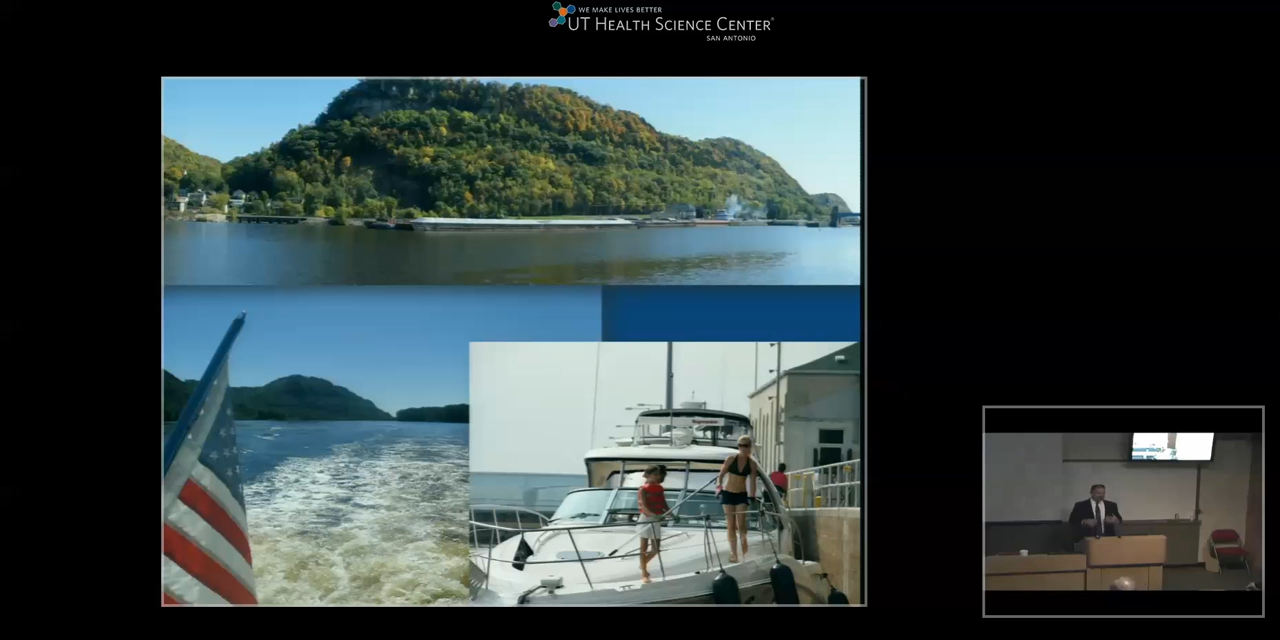 WE MAKE LIVES BETTER
UT HEALTH SCIENCE CENTER®
SAN ANTONIO